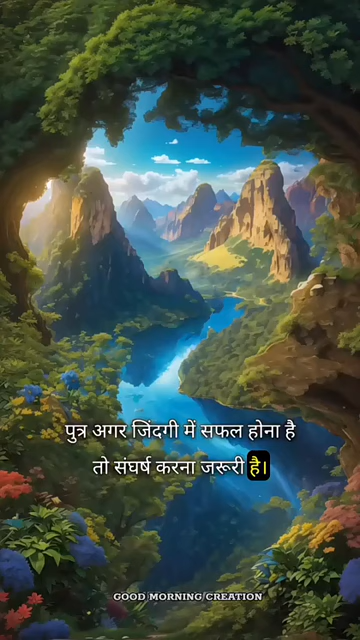 पुत्र अगर जिंदगी में सफल होना है
तो संघर्ष करना जरूरी है।
GOOD MORNING CREATION